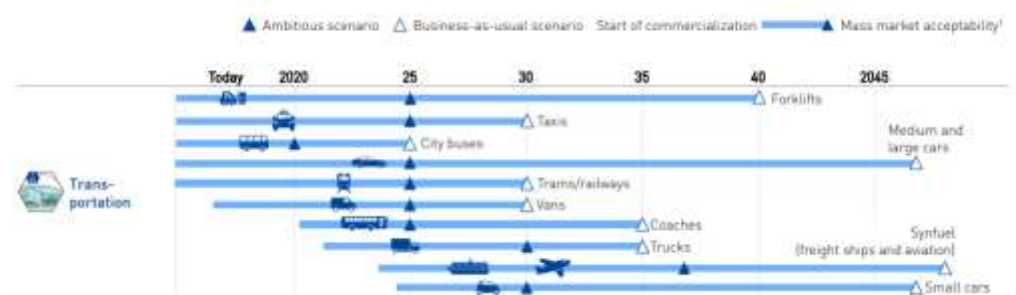 Ambitious scenario Business-as-usual scenario Start of commercialization Mass market acceptability¹
Today 2020 25 30 35 40 2045
Forklifts
Taxis
Medium and
large cars
City buses
Trans-
portation
Trams/railways
Vans
Coaches
Synfuel
(freight ships and aviation)
Trucks
Small cars